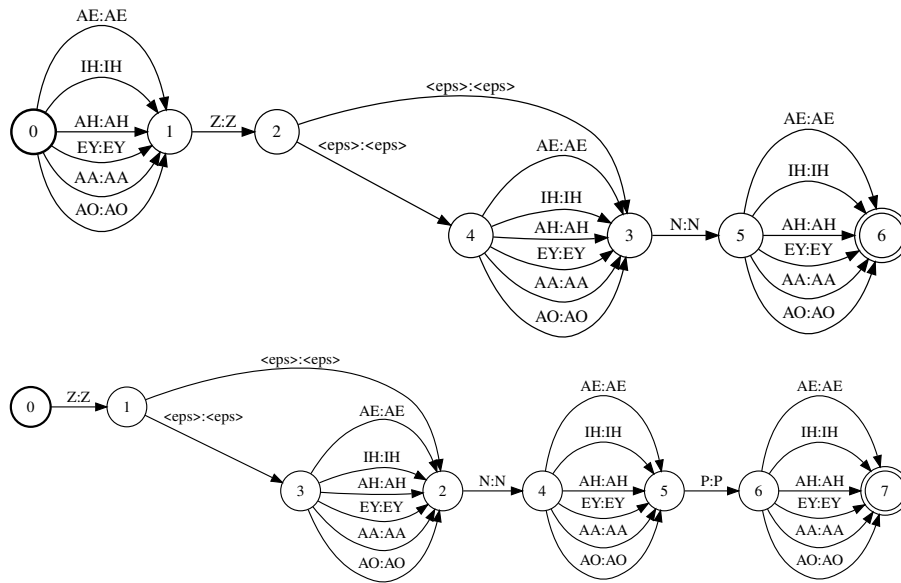 AE:AE
IH:IH
AH:AH
EY:EY
AA:AA
AO:AO
0
1
Z:Z
2
<eps>:<eps>
<eps>:<eps>
4
AE:AE
IH:IH
AH:AH
EY:EY
AA:AA
AO:AO
3
N:N
5
AE:AE
IH:IH
AH:AH
EY:EY
AA:AA
AO:AO
6
0
Z:Z
1
<eps>:<eps>
<eps>:<eps>
3
AE:AE
IH:IH
AH:AH
EY:EY
AA:AA
AO:AO
2
N:N
4
AE:AE
IH:IH
AH:AH
EY:EY
AA:AA
AO:AO
5
P:P
6
AE:AE
IH:IH
AH:AH
EY:EY
AA:AA
AO:AO
7